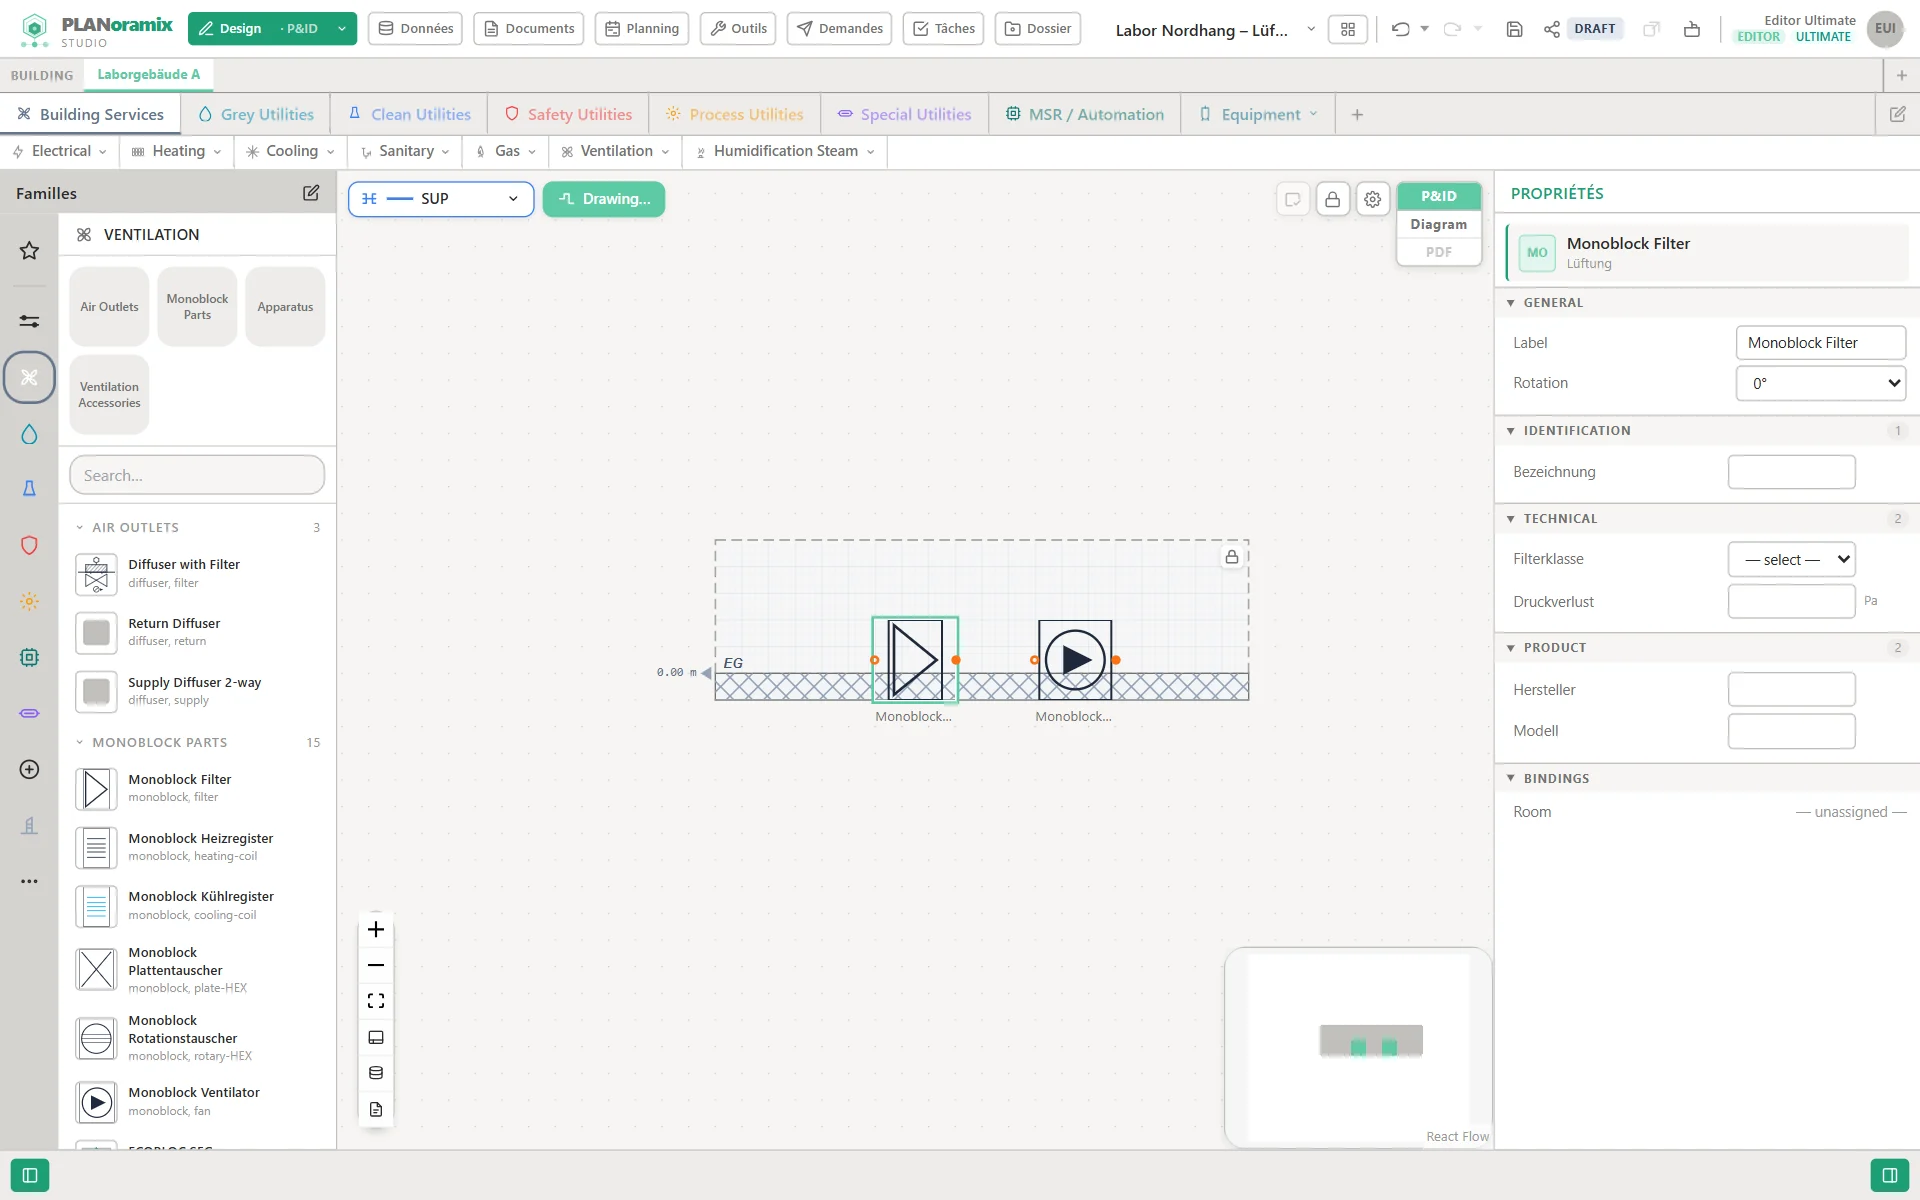 PLANoramix
STUDIO
Design · P&ID
Données
Documents
Planning
Outils
Demandes
Tâches
Dossier
Labor Nordhang – Lüf...
DRAFT
Editor Ultimate
EDITOR ULTIMATE
EUI
BUILDING
Laborgebäude A
Building Services
Grey Utilities
Clean Utilities
Safety Utilities
Process Utilities
Special Utilities
MSR / Automation
Equipment
Electrical
Heating
Cooling
Sanitary
Gas
Ventilation
Humidification Steam
Familles
VENTILATION
Air Outlets
Monoblock
Parts
Apparatus
Ventilation
Accessories
Search...
AIR OUTLETS 3
Diffuser with Filter
diffuser, filter
Return Diffuser
diffuser, return
Supply Diffuser 2-way
diffuser, supply
MONOBLOCK PARTS 15
Monoblock Filter
monoblock, filter
Monoblock Heizregister
monoblock, heating-coil
Monoblock Kühlregister
monoblock, cooling-coil
Monoblock
Plattentauscher
monoblock, plate-HEX
Monoblock
Rotationstauscher
monoblock, rotary-HEX
Monoblock Ventilator
monoblock, fan
SUP
Drawing...
P&ID
Diagram
PDF
0.00 m
EG
Monoblock...
Monoblock...
React Flow
PROPRIÉTÉS
MO
Monoblock Filter
Lüftung
GENERAL
Label Monoblock Filter
Rotation 0°
IDENTIFICATION 1
Bezeichnung
TECHNICAL 2
Filterklasse — select —
Druckverlust Pa
PRODUCT 2
Hersteller
Modell
BINDINGS
Room — unassigned —